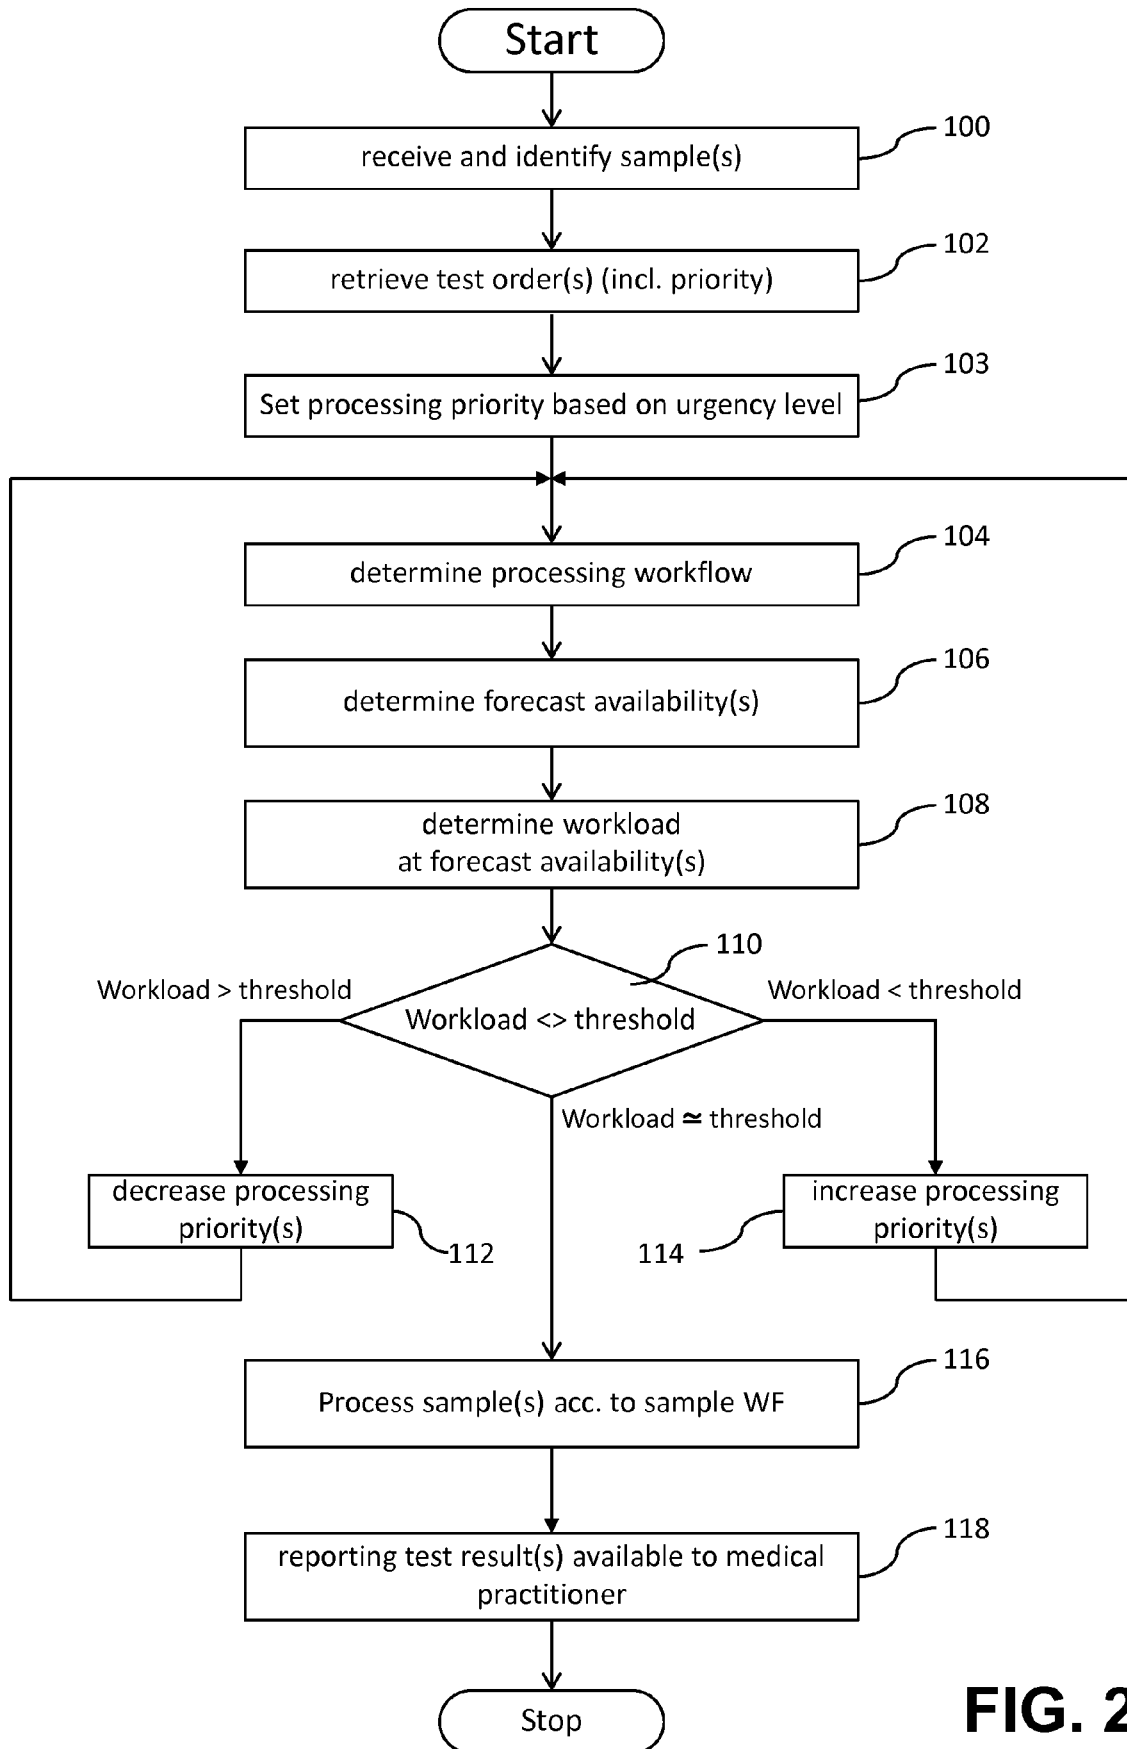 Start
100
receive and identify sample(s)
102
retrieve test order(s) (incl. priority)
103
Set processing priority based on urgency level
104
determine processing workflow
106
determine forecast availability(s)
108
determine workload
at forecast availability(s)
110
Workload > threshold
Workload < threshold
Workload <> threshold
Workload ≃ threshold
decrease processing
priority(s)
112
increase processing
priority(s)
114
116
Process sample(s) acc. to sample WF
118
reporting test result(s) available to medical
practitioner
Stop
FIG. 2